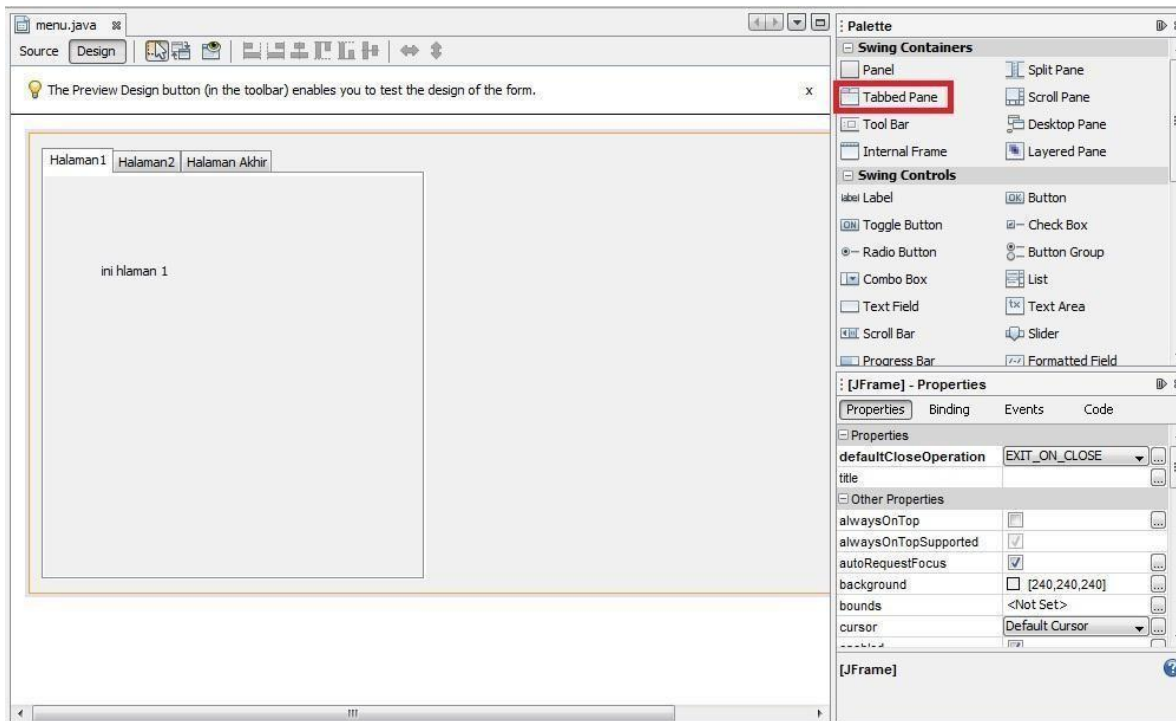 menu.java
Source Design
The Preview Design button (in the toolbar) enables you to test the design of the form.
x
Halaman1 Halaman2 Halaman Akhir
ini hlaman 1
Palette
Swing Containers
Panel Split Pane
Tabbed Pane Scroll Pane
Tool Bar Desktop Pane
Internal Frame Layered Pane
Swing Controls
label Label OK Button
ON Toggle Button Check Box
Radio Button Button Group
Combo Box List
Text Field tx Text Area
Scroll Bar Slider
Progress Bar Formatted Field
[JFrame] - Properties
Properties Binding Events Code
Properties
defaultCloseOperation EXIT_ON_CLOSE ...
title ...
Other Properties
alwaysOnTop ...
alwaysOnTopSupported
autoRequestFocus ...
background [240,240,240] ...
bounds <Not Set> ...
cursor Default Cursor ...
[JFrame] ?